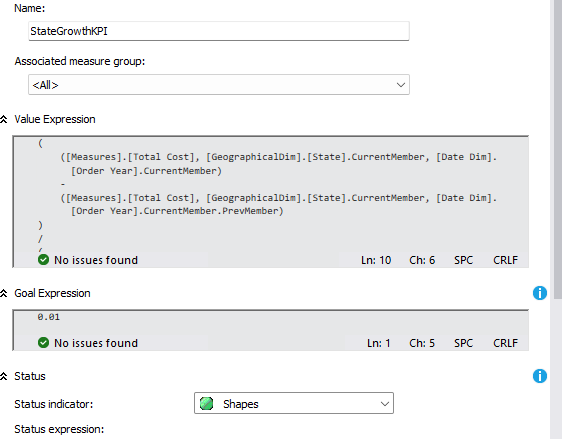 Name:
StateGrowthKPI
Associated measure group:
<All>
Value Expression
(
([Measures].[Total Cost], [GeographicalDim].[State].CurrentMember, [Date Dim].
[Order Year].CurrentMember)
-
([Measures].[Total Cost], [GeographicalDim].[State].CurrentMember, [Date Dim].
[Order Year].CurrentMember.PrevMember)
)
/
(
No issues found Ln: 10 Ch: 6 SPC CRLF
Goal Expression
0.01
No issues found Ln: 1 Ch: 5 SPC CRLF
Status
Status indicator: Shapes
Status expression: